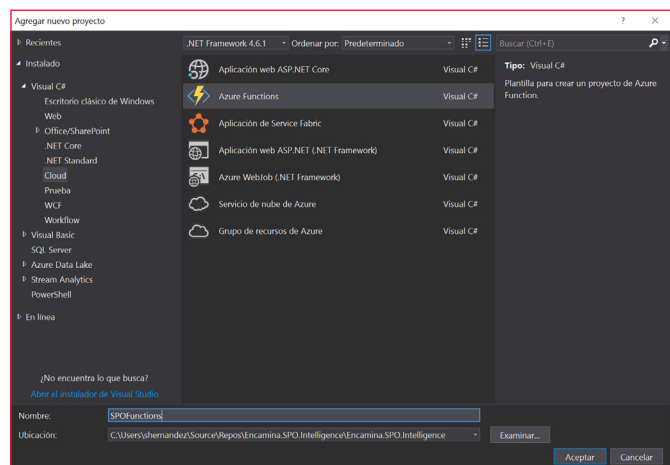 Agregar nuevo proyecto
? ×
Recientes
.NET Framework 4.6.1
Ordenar por: Predeterminado
Buscar (Ctrl+E)
Instalado
Visual C#
Escritorio clásico de Windows
Web
Office/SharePoint
.NET Core
.NET Standard
Cloud
Prueba
WCF
Workflow
Visual Basic
SQL Server
Azure Data Lake
Stream Analytics
PowerShell
En línea
¿No encuentra lo que busca?
Abrir el instalador de Visual Studio
Aplicación web ASP.NET Core Visual C#
Azure Functions Visual C#
Aplicación de Service Fabric Visual C#
Aplicación web ASP.NET (.NET Framework) Visual C#
Azure WebJob (.NET Framework) Visual C#
Servicio de nube de Azure Visual C#
Grupo de recursos de Azure Visual C#
Tipo: Visual C#
Plantilla para crear un proyecto de Azure
Function.
Nombre: SPOFunctions
Ubicación: C:\Users\shernandez\Source\Repos\Encamina.SPO.Intelligence\Encamina.SPO.Intelligence
Examinar...
Aceptar Cancelar